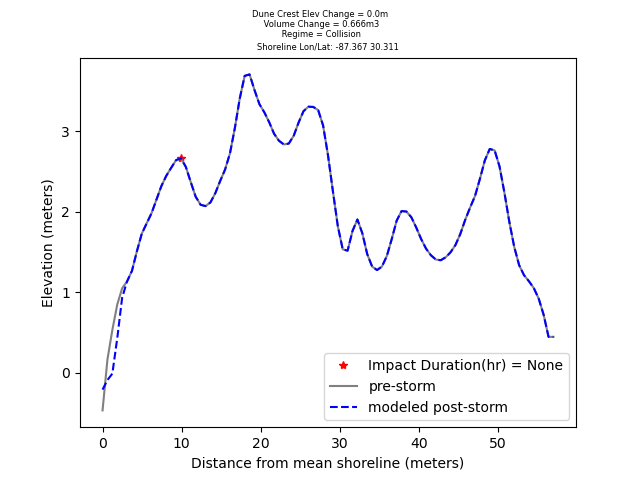 Dune Crest Elev Change = 0.0m
Volume Change = 0.666m3
Regime = Collision
Shoreline Lon/Lat: -87.367 30.311
Elevation (meters)
3
2
1
0
Impact Duration(hr) = None
pre-storm
modeled post-storm
0 10 20 30 40 50
Distance from mean shoreline (meters)